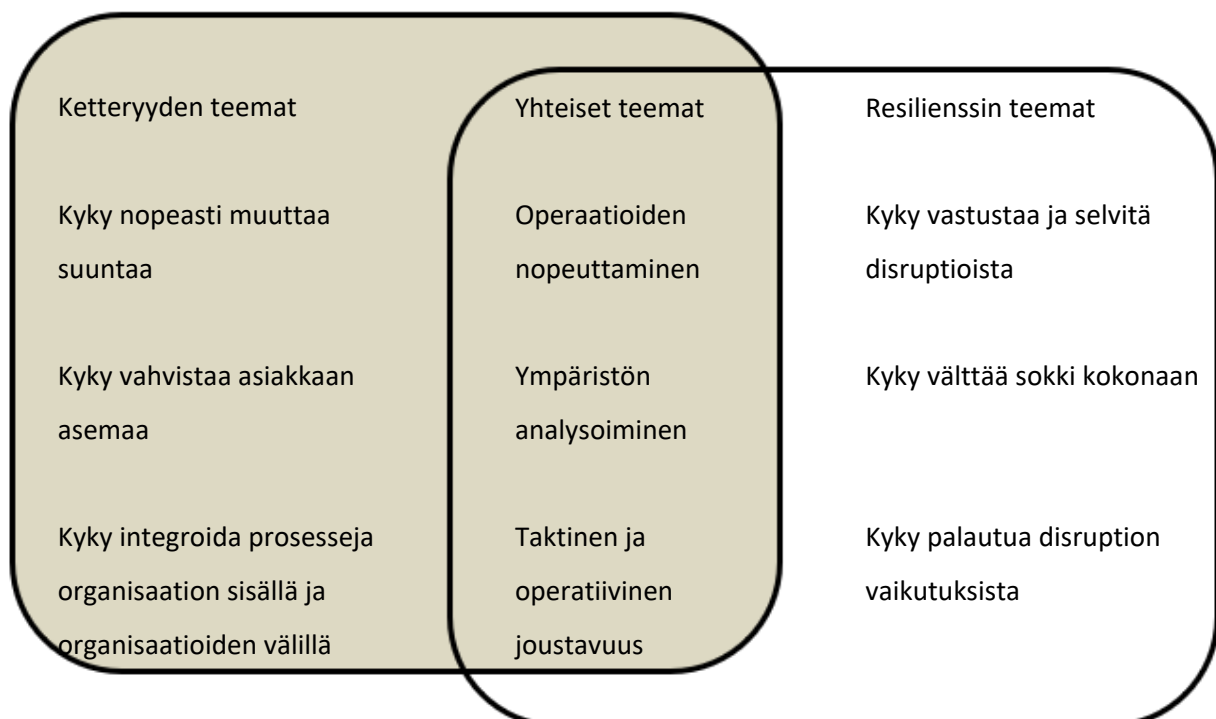 Ketteryyden teemat
Kyky nopeasti muuttaa
suuntaa
Kyky vahvistaa asiakkaan
asemaa
Kyky integroida prosesseja
organisaation sisällä ja
organisaatioiden välillä
Yhteiset teemat
Operaatioiden
nopeuttaminen
Ympäristön
analysoiminen
Taktinen ja
operatiivinen
joustavuus
Resilienssin teemat
Kyky vastustaa ja selvitä
disruptioista
Kyky välttää sokki kokonaan
Kyky palautua disruption
vaikutuksista